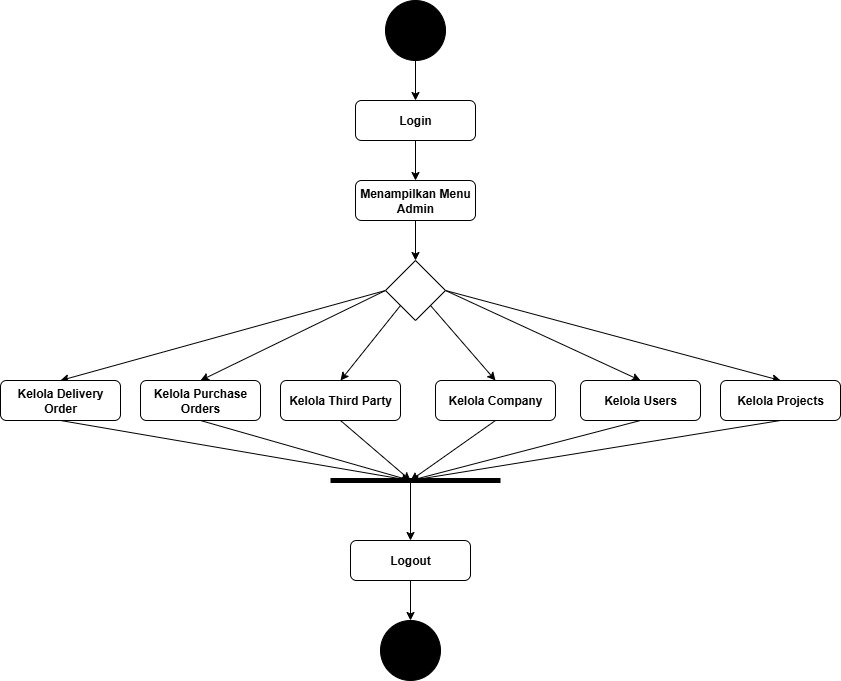 Login
Menampilkan Menu
Admin
Kelola Delivery
Order
Kelola Purchase
Orders
Kelola Third Party
Kelola Company
Kelola Users
Kelola Projects
Logout